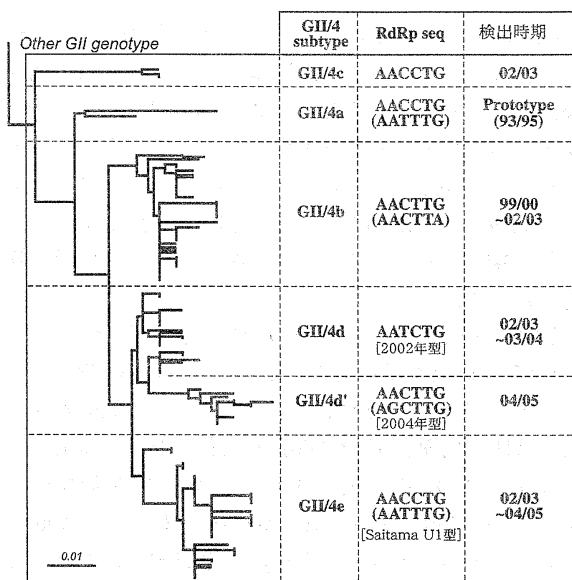 Other GII genotype
GII/4 subtype RdRp seq 検出時期
GII/4c AACCTG 02/03
GII/4a AACCTG (AATTTG) Prototype (93/95)
GII/4b AACTTG (AACTTA) 99/00 ~02/03
GII/4d AATCTG [2002年型] 02/03 ~03/04
GII/4d' AACTTG (AGCTTG) [2004年型] 04/05
GII/4e AACCTG (AATTTG) [Saitama U1型] 02/03 ~04/05
0.01